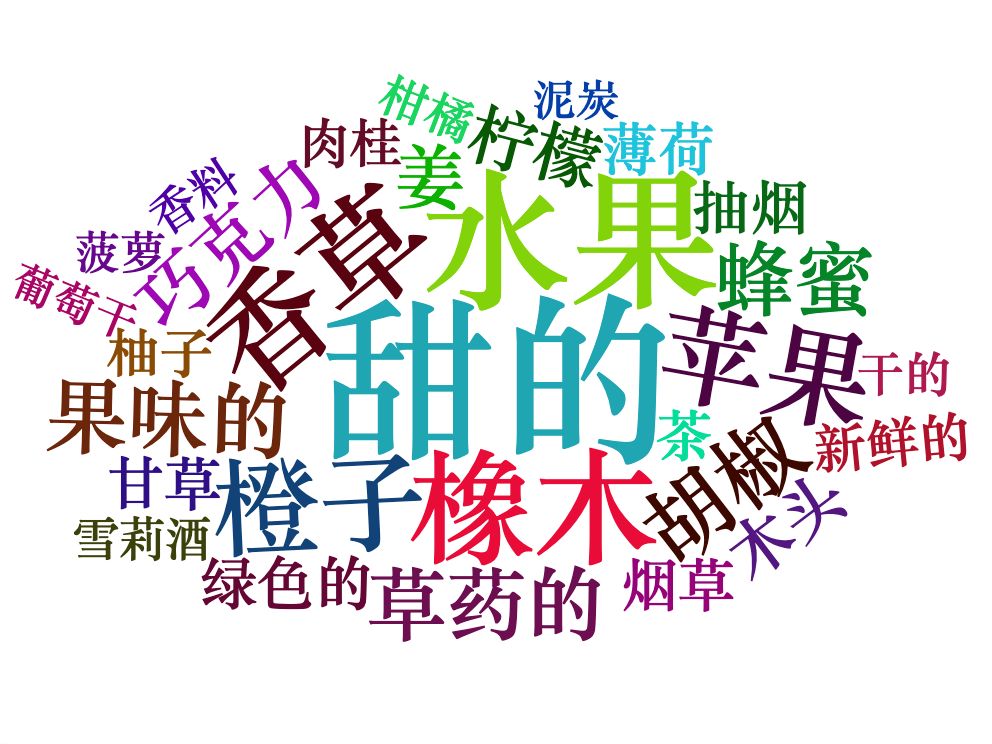 泥炭
柑橘
柠檬
薄荷
肉桂
姜
水果
抽烟
香料
巧克力
香草
蜂蜜
菠萝
葡萄干
甜的
苹果
柚子
干的
果味的
茶
胡椒
新鲜的
甘草
橙子
橡木
木头
雪莉酒
绿色的
草药的
烟草